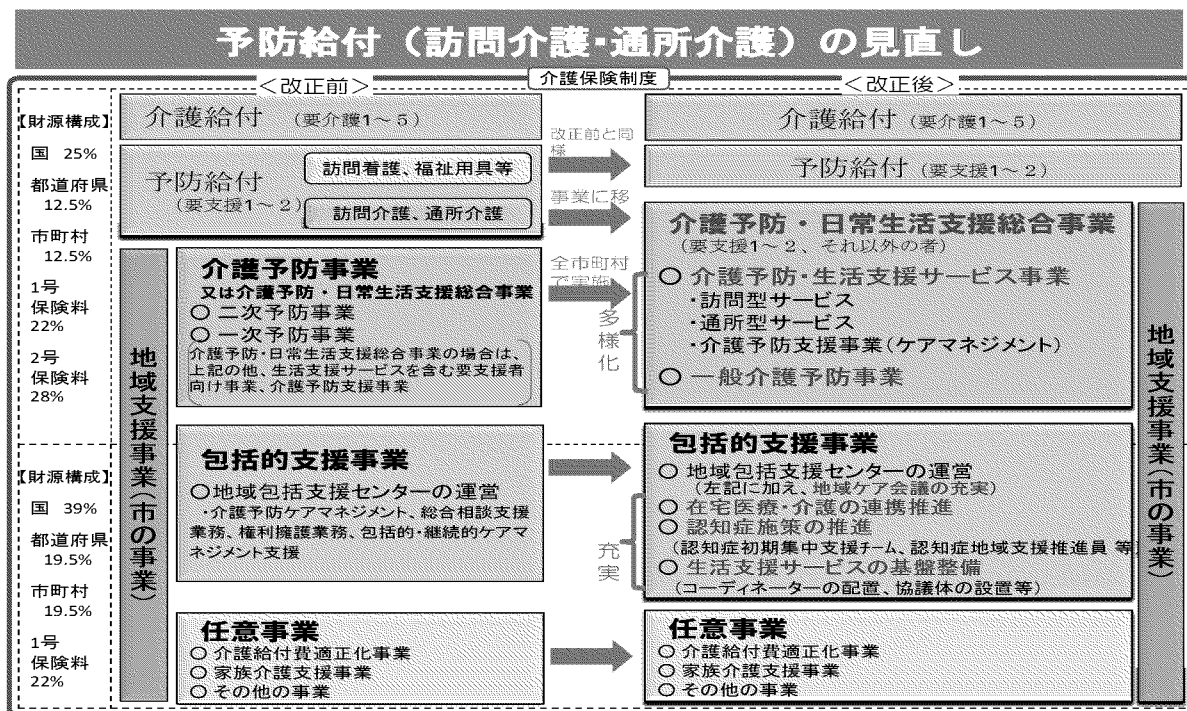 予防給付（訪問介護・通所介護）の見直し
介護保険制度
＜改正前＞
＜改正後＞
【財源構成】
国 25%
都道府県
12.5%
市町村
12.5%
1号
保険料
22%
2号
保険料
28%
【財源構成】
国 39%
都道府県
19.5%
市町村
19.5%
1号
保険料
22%
介護給付（要介護1～5）
予防給付
（要支援1～2）
訪問看護、福祉用具等
訪問介護、通所介護
地域支援事業（市の事業）
介護予防事業
又は介護予防・日常生活支援総合事業
○ 二次予防事業
○ 一次予防事業
介護予防・日常生活支援総合事業の場合は、
上記の他、生活支援サービスを含む要支援者
向け事業、介護予防支援事業
包括的支援事業
○地域包括支援センターの運営
・介護予防ケアマネジメント、総合相談支援
業務、権利擁護業務、包括的・継続的ケアマ
ネジメント支援
任意事業
○ 介護給付費適正化事業
○ 家族介護支援事業
○ その他の事業
改正前と同
様
事業に移
全市町村
で実施
多様化
充実
介護給付（要介護1～5）
予防給付（要支援1～2）
介護予防・日常生活支援総合事業
（要支援1～2、それ以外の者）
○ 介護予防・生活支援サービス事業
・訪問型サービス
・通所型サービス
・介護予防支援事業（ケアマネジメント）
○ 一般介護予防事業
包括的支援事業
○ 地域包括支援センターの運営
（左記に加え、地域ケア会議の充実）
○ 在宅医療・介護の連携推進
○ 認知症施策の推進
（認知症初期集中支援チーム、認知症地域支援推進員 等）
○ 生活支援サービスの基盤整備
（コーディネーターの配置、協議体の設置等）
任意事業
○ 介護給付費適正化事業
○ 家族介護支援事業
○ その他の事業
地域支援事業（市の事業）